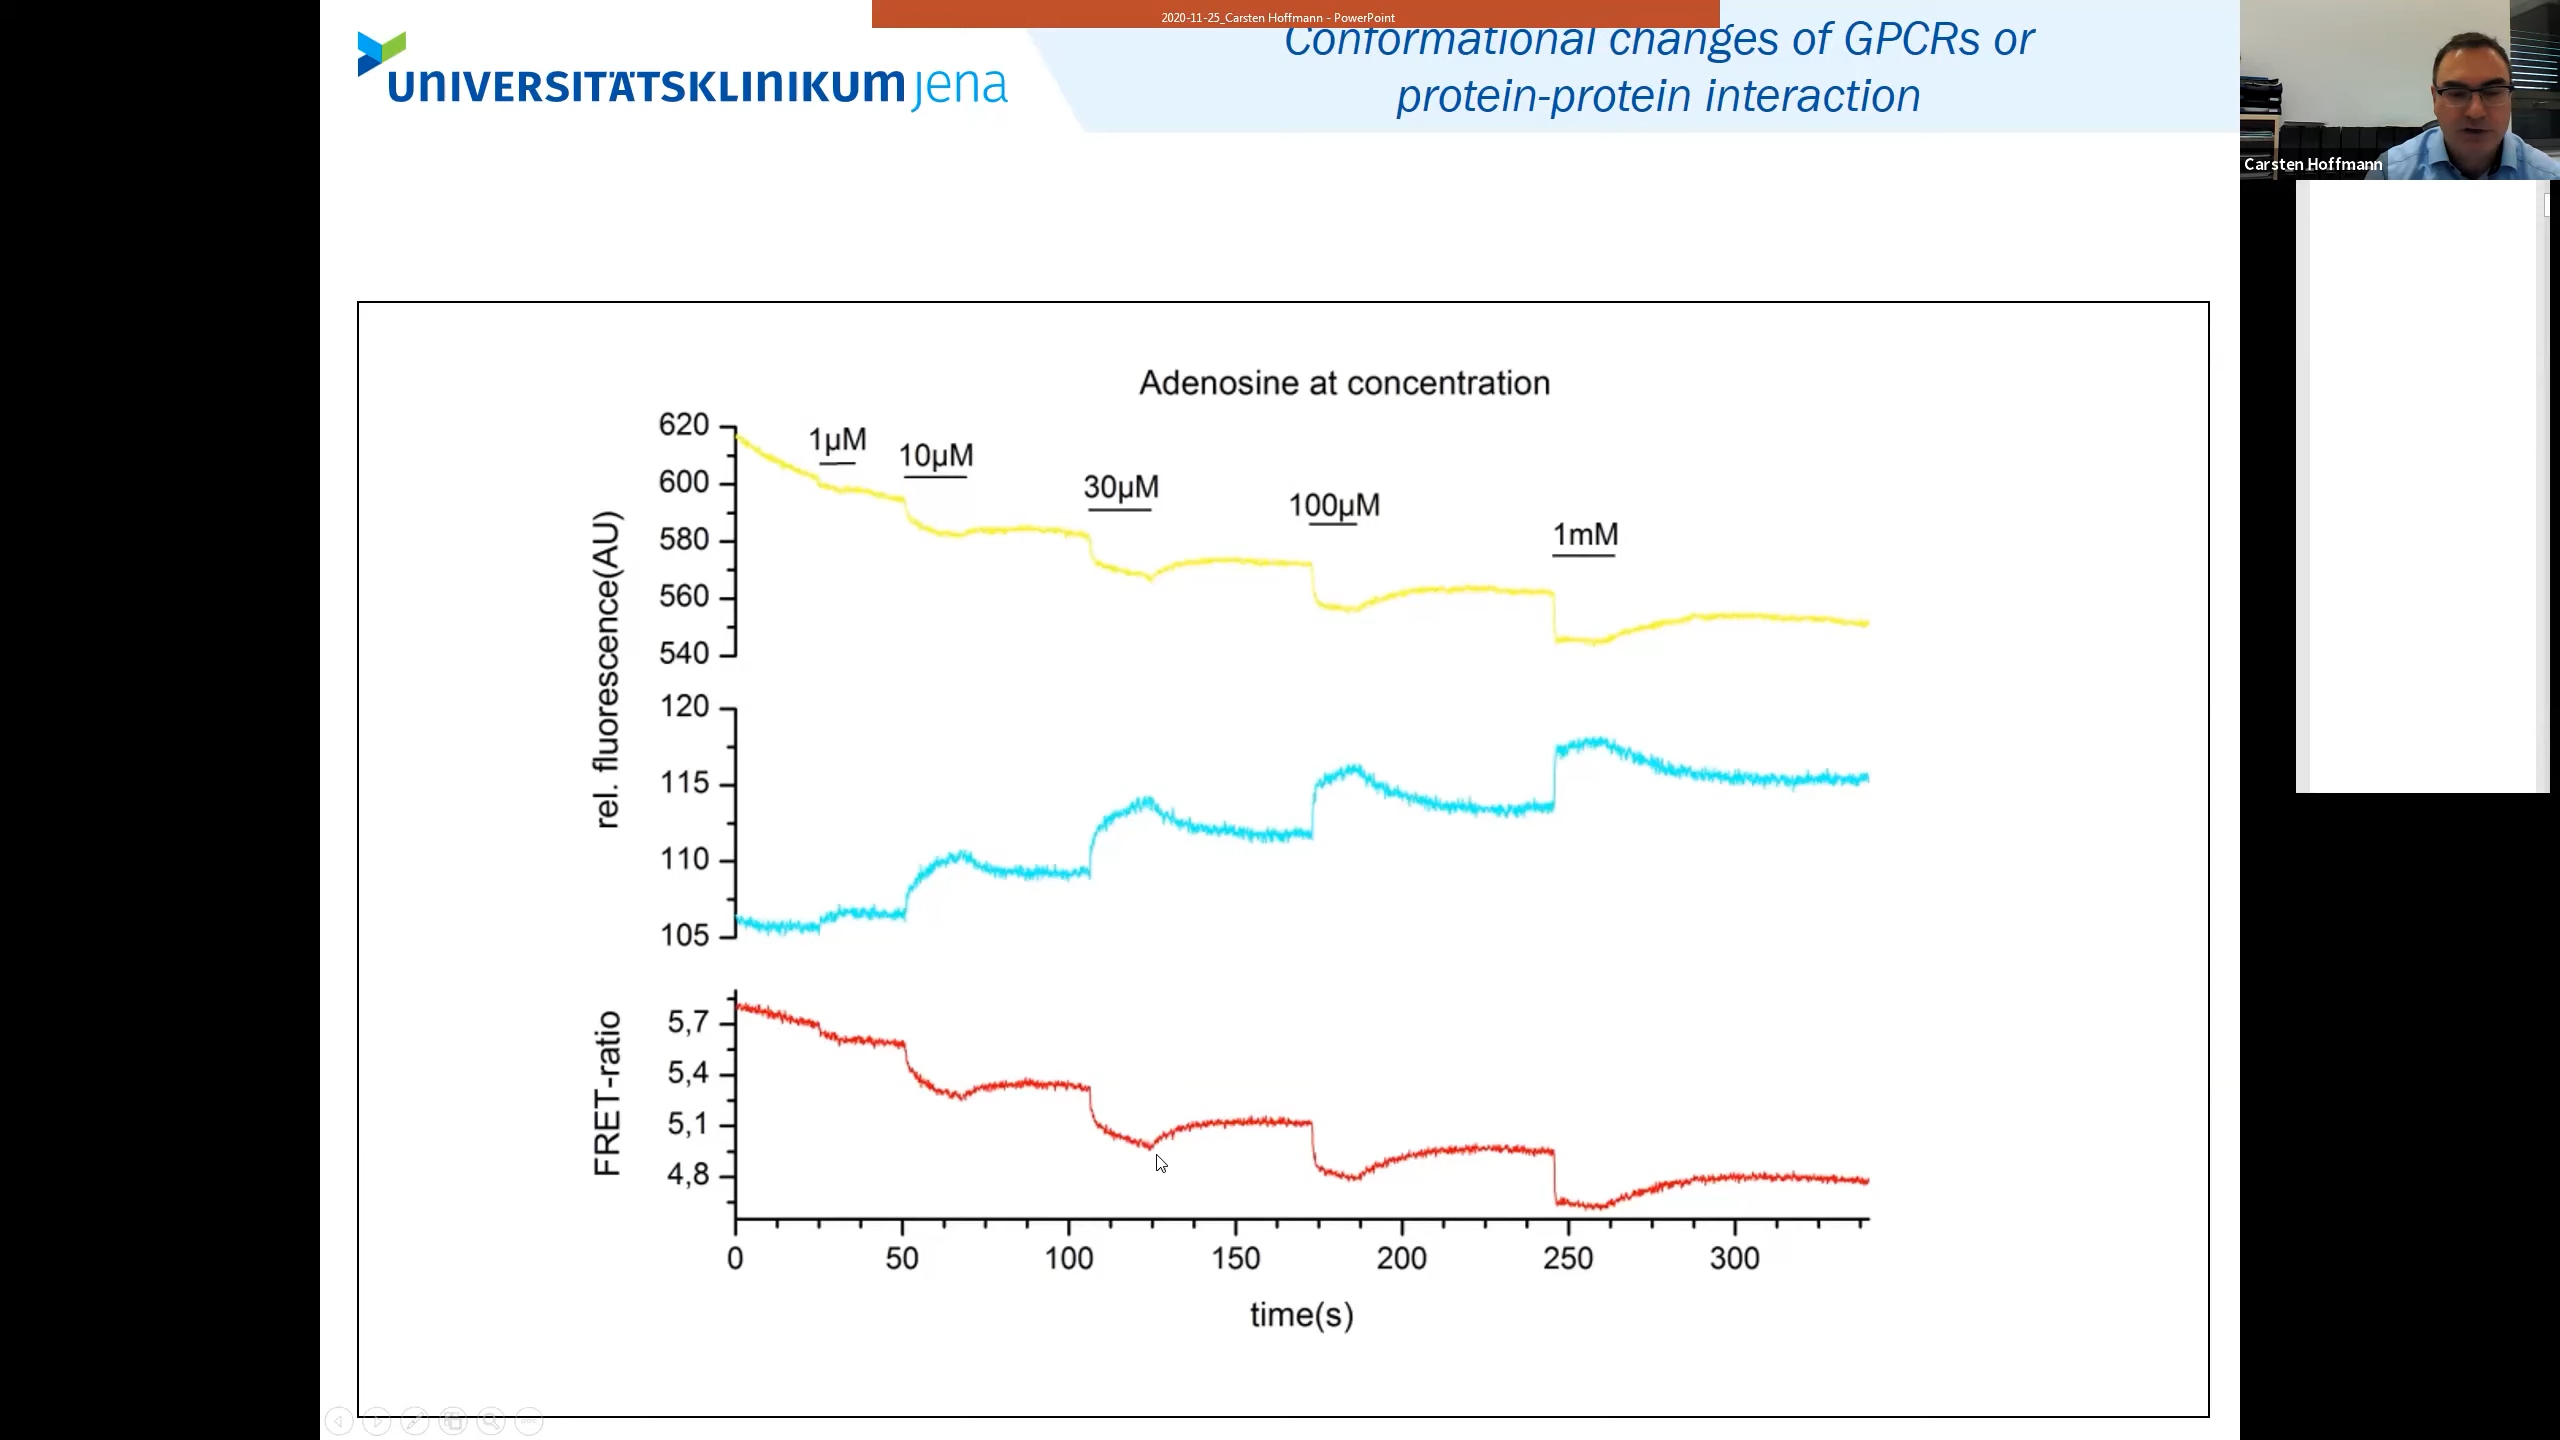 2020-11-25_Carsten Hoffmann - PowerPoint
UNIVERSITÄTSKLINIKUM jena
Conformational changes of GPCRs or
protein-protein interaction
Carsten Hoffmann
Adenosine at concentration
1µM
10µM
30µM
100µM
1mM
rel. fluorescence(AU)
620
600
580
560
540
120
115
110
105
FRET-ratio
5,7
5,4
5,1
4,8
0 50 100 150 200 250 300
time(s)